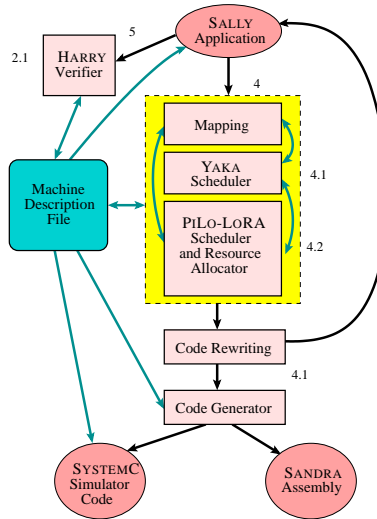 SALLY
Application
5
2.1
HARRY
Verifier
4
Mapping
YAKA
Scheduler
4.1
Machine
Description
File
PILO-LORA
Scheduler
and Resource
Allocator
4.2
Code Rewriting
4.1
Code Generator
SYSTEMC
Simulator
Code
SANDRA
Assembly